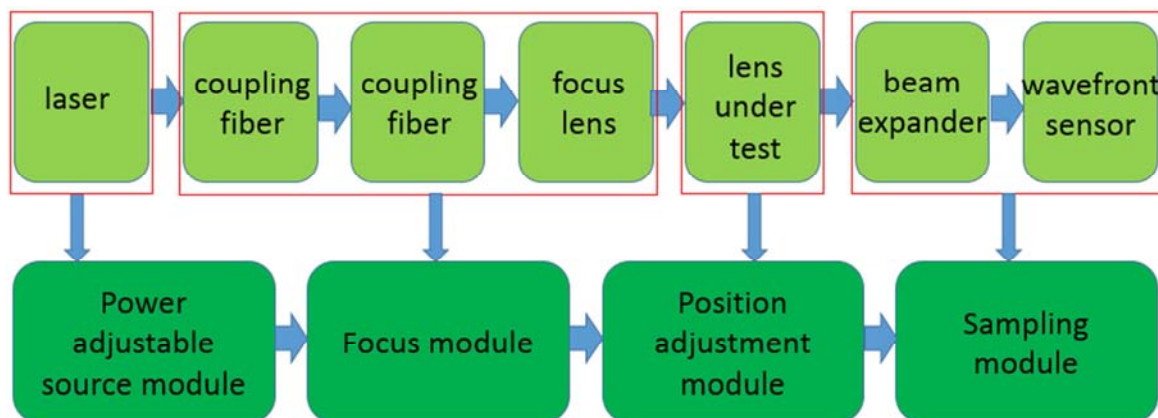 laser
coupling
fiber
coupling
fiber
focus
lens
lens
under
test
beam
expander
wavefront
sensor
Power
adjustable
source module
Focus module
Position
adjustment
module
Sampling
module